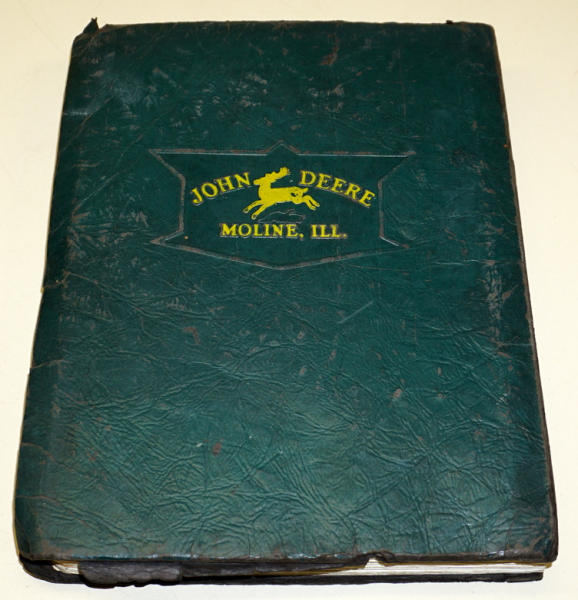 JOHN DEERE
MOLINE, ILL.